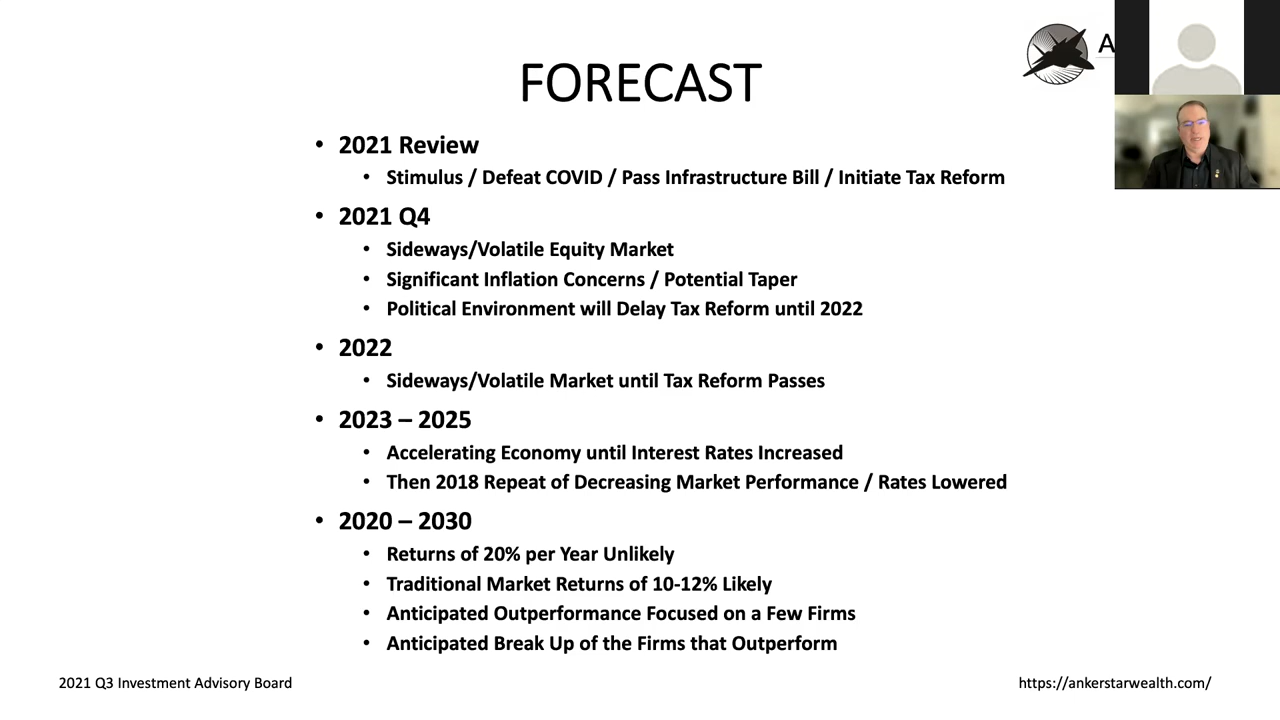 A
FORECAST
• 2021 Review
• Stimulus / Defeat COVID / Pass Infrastructure Bill / Initiate Tax Reform
• 2021 Q4
• Sideways/Volatile Equity Market
• Significant Inflation Concerns / Potential Taper
• Political Environment will Delay Tax Reform until 2022
• 2022
• Sideways/Volatile Market until Tax Reform Passes
• 2023 – 2025
• Accelerating Economy until Interest Rates Increased
• Then 2018 Repeat of Decreasing Market Performance / Rates Lowered
• 2020 – 2030
• Returns of 20% per Year Unlikely
• Traditional Market Returns of 10-12% Likely
• Anticipated Outperformance Focused on a Few Firms
• Anticipated Break Up of the Firms that Outperform
2021 Q3 Investment Advisory Board
https://ankerstarwealth.com/